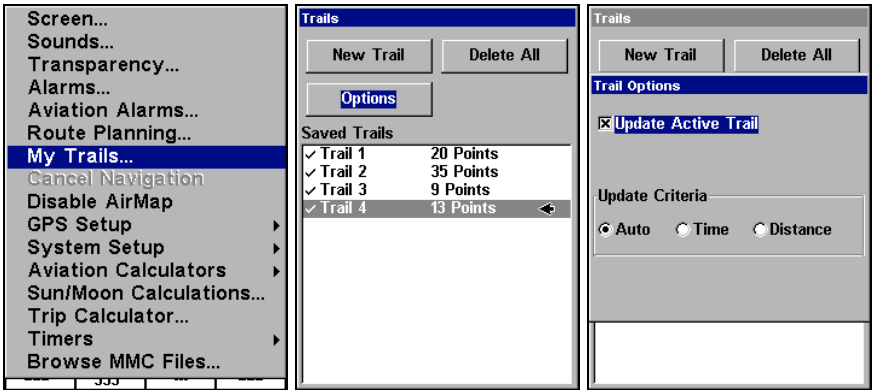 Screen...
Sounds...
Transparency...
Alarms...
Aviation Alarms...
Route Planning...
My Trails...
Cancel Navigation
Disable AirMap
GPS Setup
System Setup
Aviation Calculators
Sun/Moon Calculations...
Trip Calculator...
Timers
Browse MMC Files...
Trails
New Trail Delete All
Options
Saved Trails
✓ Trail 1 20 Points
✓ Trail 2 35 Points
✓ Trail 3 9 Points
✓ Trail 4 13 Points
Trails
New Trail Delete All
Trail Options
Update Active Trail
Update Criteria
Auto Time Distance